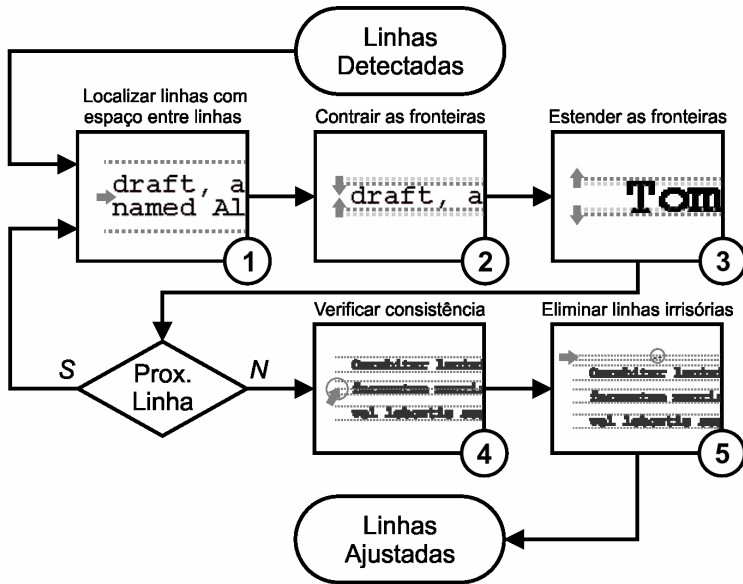 Linhas
Detectadas
Localizar linhas com
espaço entre linhas
draft, a
named Al
1
Contrair as fronteiras
draft, a
2
Estender as fronteiras
Tom
3
Prox.
Linha
S
N
Verificar consistência
4
Eliminar linhas irrisórias
5
Linhas
Ajustadas